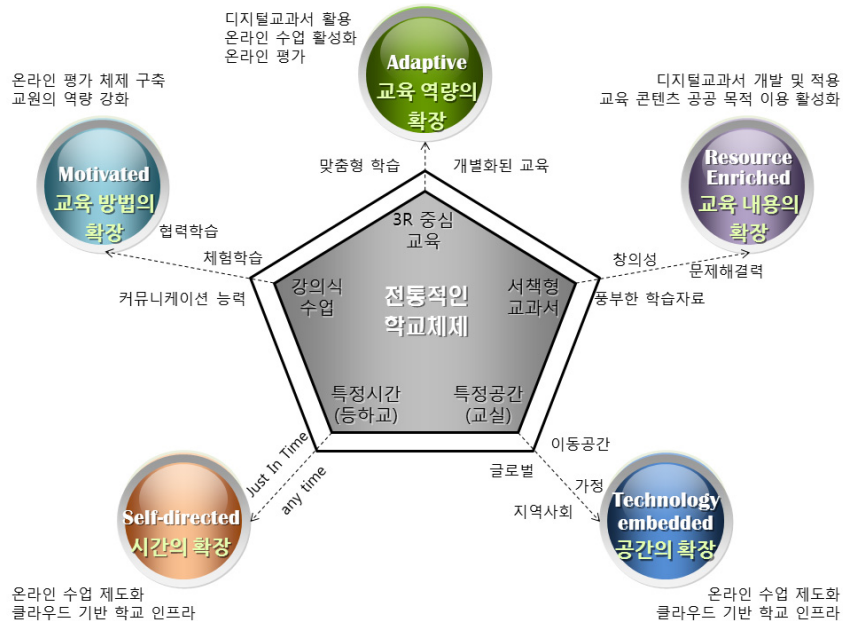 디지털교과서 활용
온라인 수업 활성화
온라인 평가
Adaptive
교육 역량의
확장
온라인 평가 체제 구축
교원의 역량 강화
디지털교과서 개발 및 적용
교육 콘텐츠 공공 목적 이용 활성화
Motivated
교육 방법의
확장
Resource
Enriched
교육 내용의
확장
맞춤형 학습
개별화된 교육
협력학습
체험학습
커뮤니케이션 능력
창의성
문제해결력
풍부한 학습자료
3R 중심
교육
강의식
수업
전통적인
학교체제
서책형
교과서
특정시간
(등하교)
특정공간
(교실)
Just In Time
any time
글로벌
이동공간
가정
지역사회
Self-directed
시간의 확장
Technology
embedded
공간의 확장
온라인 수업 제도화
클라우드 기반 학교 인프라
온라인 수업 제도화
클라우드 기반 학교 인프라